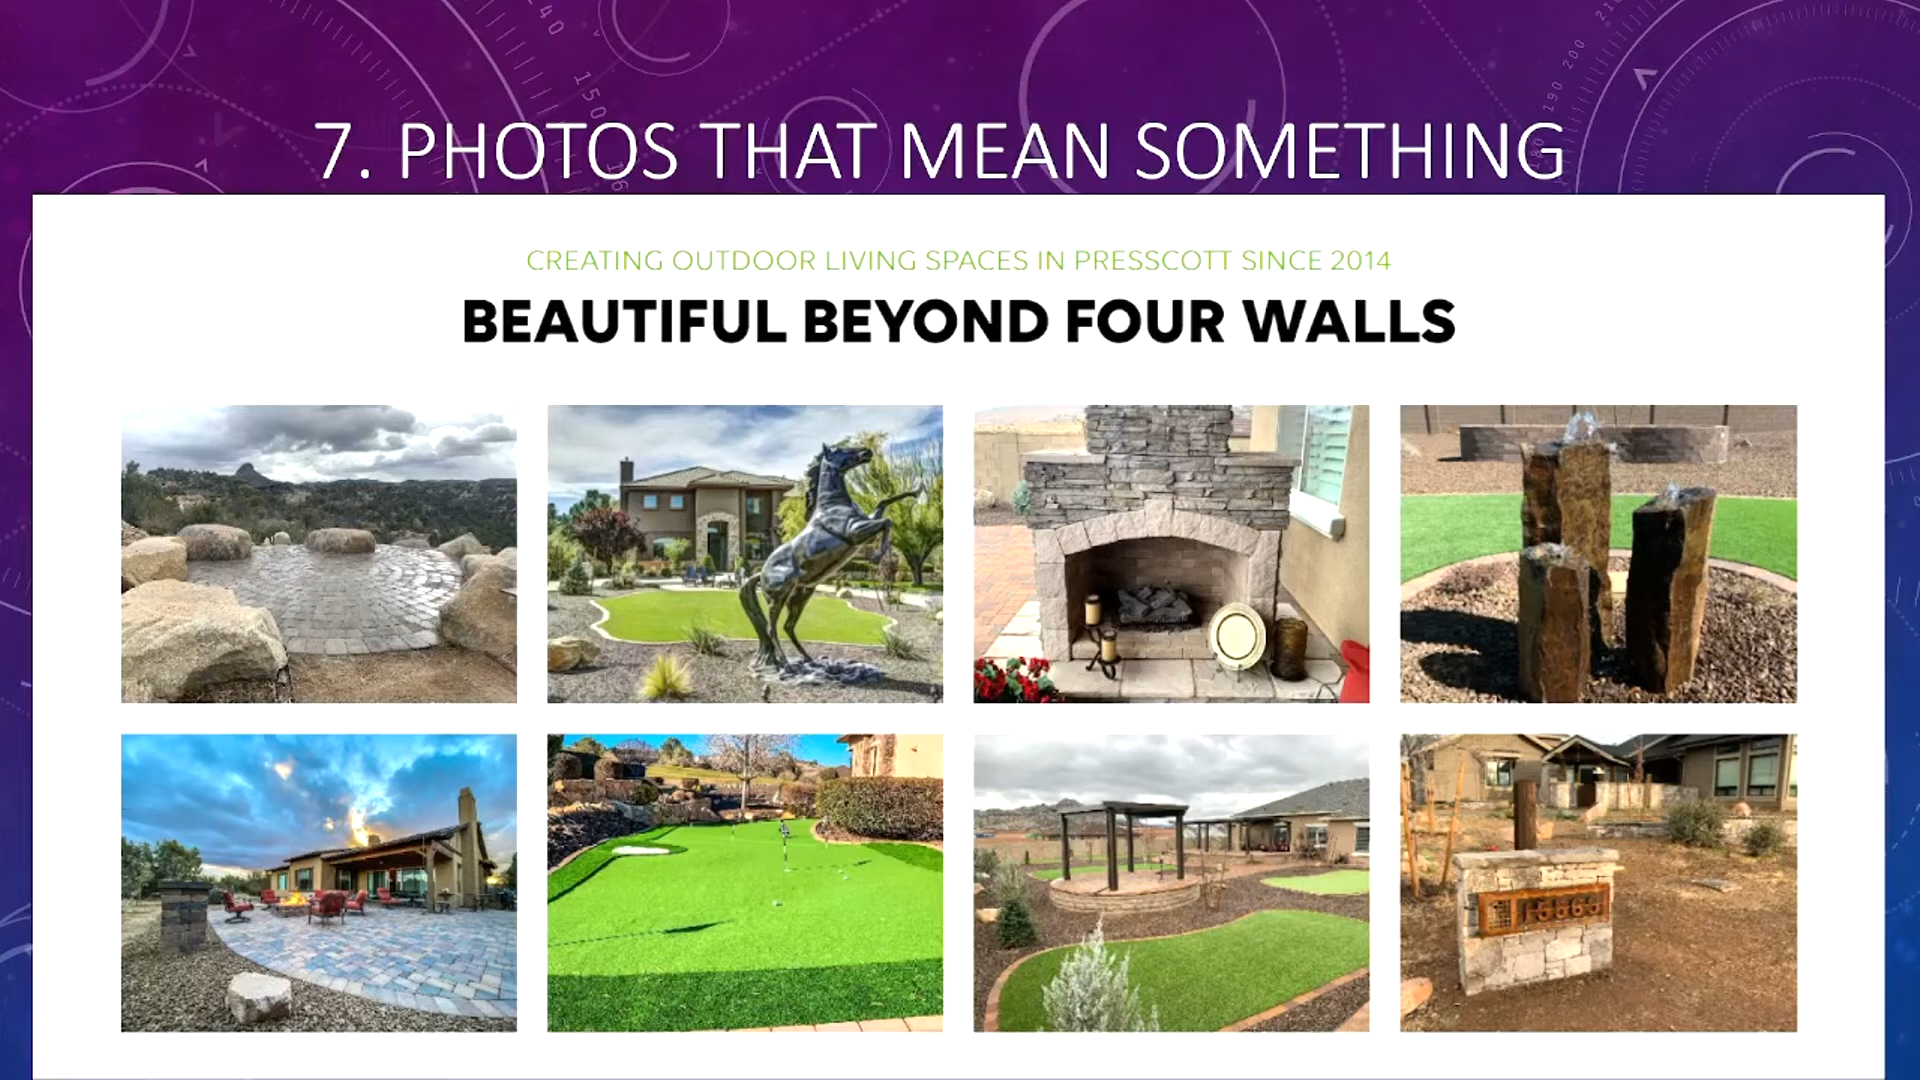 7. PHOTOS THAT MEAN SOMETHING
CREATING OUTDOOR LIVING SPACES IN PRESSCOTT SINCE 2014
BEAUTIFUL BEYOND FOUR WALLS